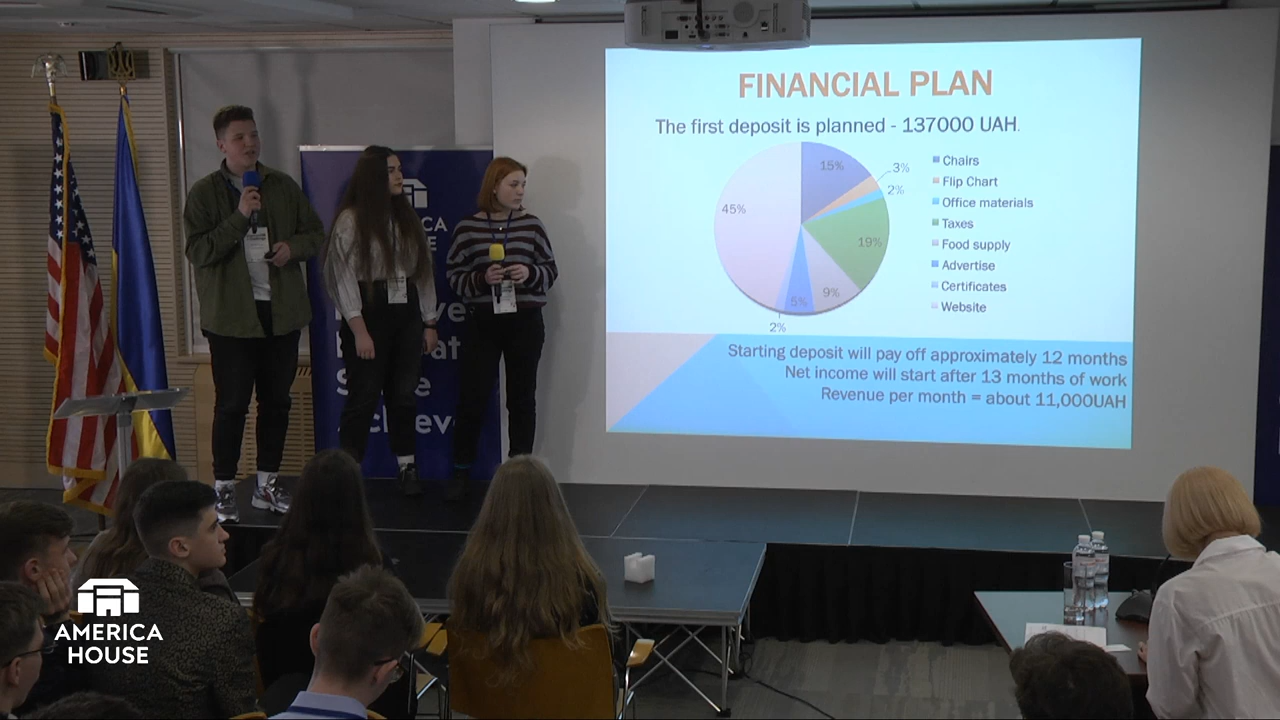 FINANCIAL PLAN
The first deposit is planned - 137000 UAH.
15%
3%
2%
19%
9%
5%
2%
45%
Chairs
Flip Chart
Office materials
Taxes
Food supply
Advertise
Certificates
Website
Starting deposit will pay off approximately 12 months
Net income will start after 13 months of work
Revenue per month = about 11,000UAH
AMERICA
HOUSE